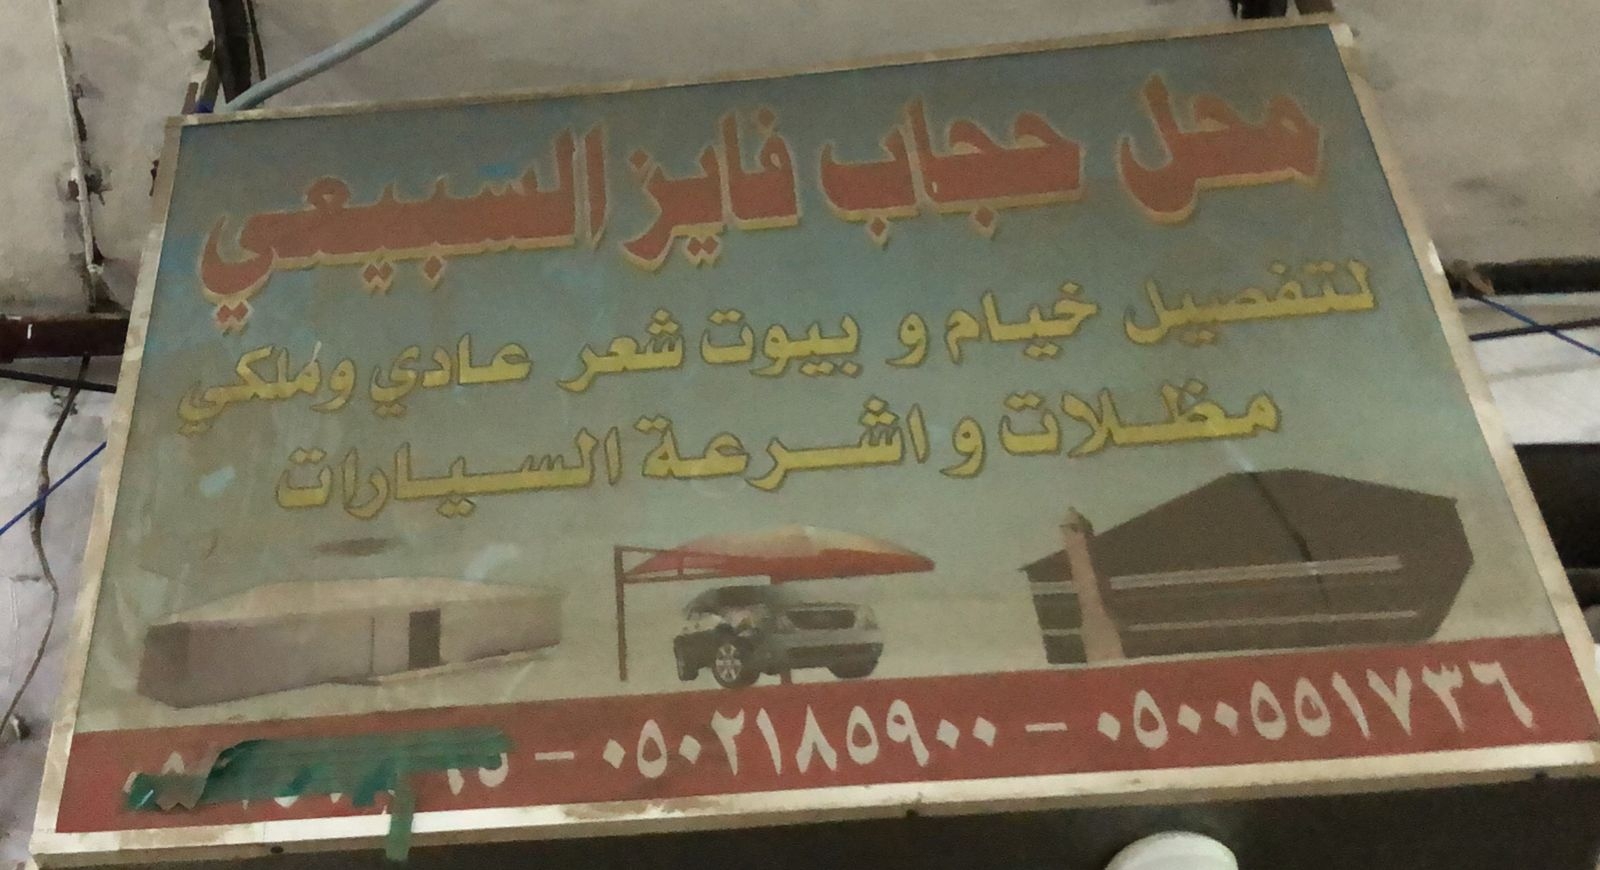 محل حجاب فايز السبيعي
لتفصيل خيام و بيوت شعر عادي وملكي
مظلات و اشرعة السيارات
٠٥٠٠٥٥١٧٣٦ - ٠٥٠٢١٨٥٩٠٠ -